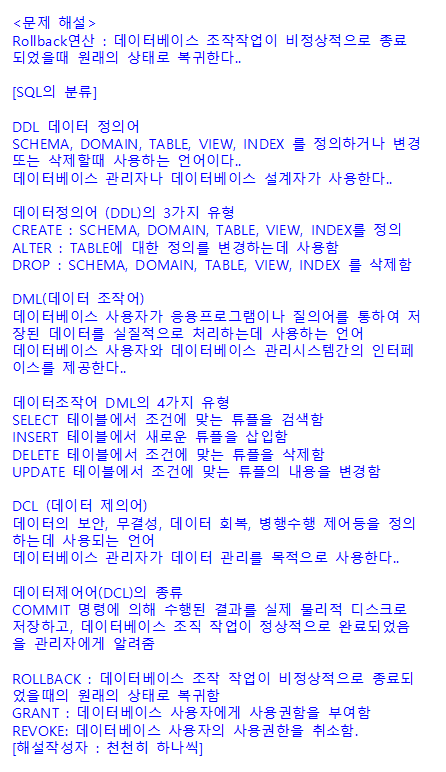 <문제 해설>
Rollback연산 : 데이터베이스 조작작업이 비정상적으로 종료
되었을때 원래의 상태로 복귀한다..
[SQL의 분류]
DDL 데이터 정의어
SCHEMA, DOMAIN, TABLE, VIEW, INDEX 를 정의하거나 변경
또는 삭제할때 사용하는 언어이다..
데이터베이스 관리자나 데이터베이스 설계자가 사용한다..
데이터정의어 (DDL)의 3가지 유형
CREATE : SCHEMA, DOMAIN, TABLE, VIEW, INDEX를 정의
ALTER : TABLE에 대한 정의를 변경하는데 사용함
DROP : SCHEMA, DOMAIN, TABLE, VIEW, INDEX 를 삭제함
DML(데이터 조작어)
데이터베이스 사용자가 응용프로그램이나 질의어를 통하여 저
장된 데이터를 실질적으로 처리하는데 사용하는 언어
데이터베이스 사용자와 데이터베이스 관리시스템간의 인터페
이스를 제공한다..
데이터조작어 DML의 4가지 유형
SELECT 테이블에서 조건에 맞는 튜플을 검색함
INSERT 테이블에서 새로운 튜플을 삽입함
DELETE 테이블에서 조건에 맞는 튜플을 삭제함
UPDATE 테이블에서 조건에 맞는 튜플의 내용을 변경함
DCL (데이터 제의어)
데이터의 보안, 무결성, 데이터 회복, 병행수행 제어등을 정의
하는데 사용되는 언어
데이터베이스 관리자가 데이터 관리를 목적으로 사용한다..
데이터제어어(DCL)의 종류
COMMIT 명령에 의해 수행된 결과를 실제 물리적 디스크로
저장하고, 데이터베이스 조직 작업이 정상적으로 완료되었음
을 관리자에게 알려줌
ROLLBACK : 데이터베이스 조작 작업이 비정상적으로 종료되
었을때의 원래의 상태로 복귀함
GRANT : 데이터베이스 사용자에게 사용권함을 부여함
REVOKE: 데이터베이스 사용자의 사용권한을 취소함.
[해설작성자 : 천천히 하나씩]